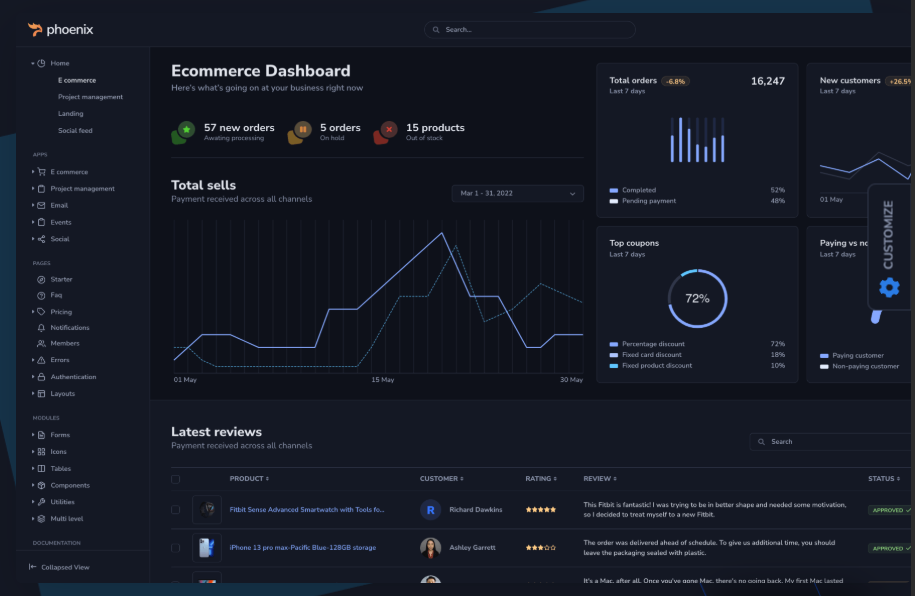 phoenix
Search...
Home
E commerce
Project management
Landing
Social feed
APPS
E commerce
Project management
Email
Events
Social
PAGES
Starter
Faq
Pricing
Notifications
Members
Errors
Authentication
Layouts
MODULES
Forms
Icons
Tables
Components
Utilities
Multi level
DOCUMENTATION
Collapsed View
Ecommerce Dashboard
Here's what's going on at your business right now
57 new orders
Awaiting processing
5 orders
On hold
15 products
Out of stock
Total sells
Payment received across all channels
Mar 1 - 31, 2022
01 May 15 May 30 May
Total orders -6.8% 16,247
Last 7 days
Completed 52%
Pending payment 48%
New customers +26.5%
Last 7 days
01 May
Top coupons
Last 7 days
72%
Percentage discount 72%
Fixed card discount 18%
Fixed product discount 10%
Paying vs no
Last 7 days
Paying customer
Non-paying customer
CUSTOMIZE
Latest reviews
Payment received across all channels
Search
PRODUCT CUSTOMER RATING REVIEW STATUS
Fitbit Sense Advanced Smartwatch with Tools fo... R Richard Dawkins This Fitbit is fantastic! I was trying to be in better shape and needed some motivation, APPROVED
so I decided to treat myself to a new Fitbit.
iPhone 13 pro max-Pacific Blue-128GB storage Ashley Garrett The order was delivered ahead of schedule. To give us additional time, you should APPROVED
leave the packaging sealed with plastic.
It's a Mac, after all. Once you've gone Mac, there's no going back. My first Mac lasted